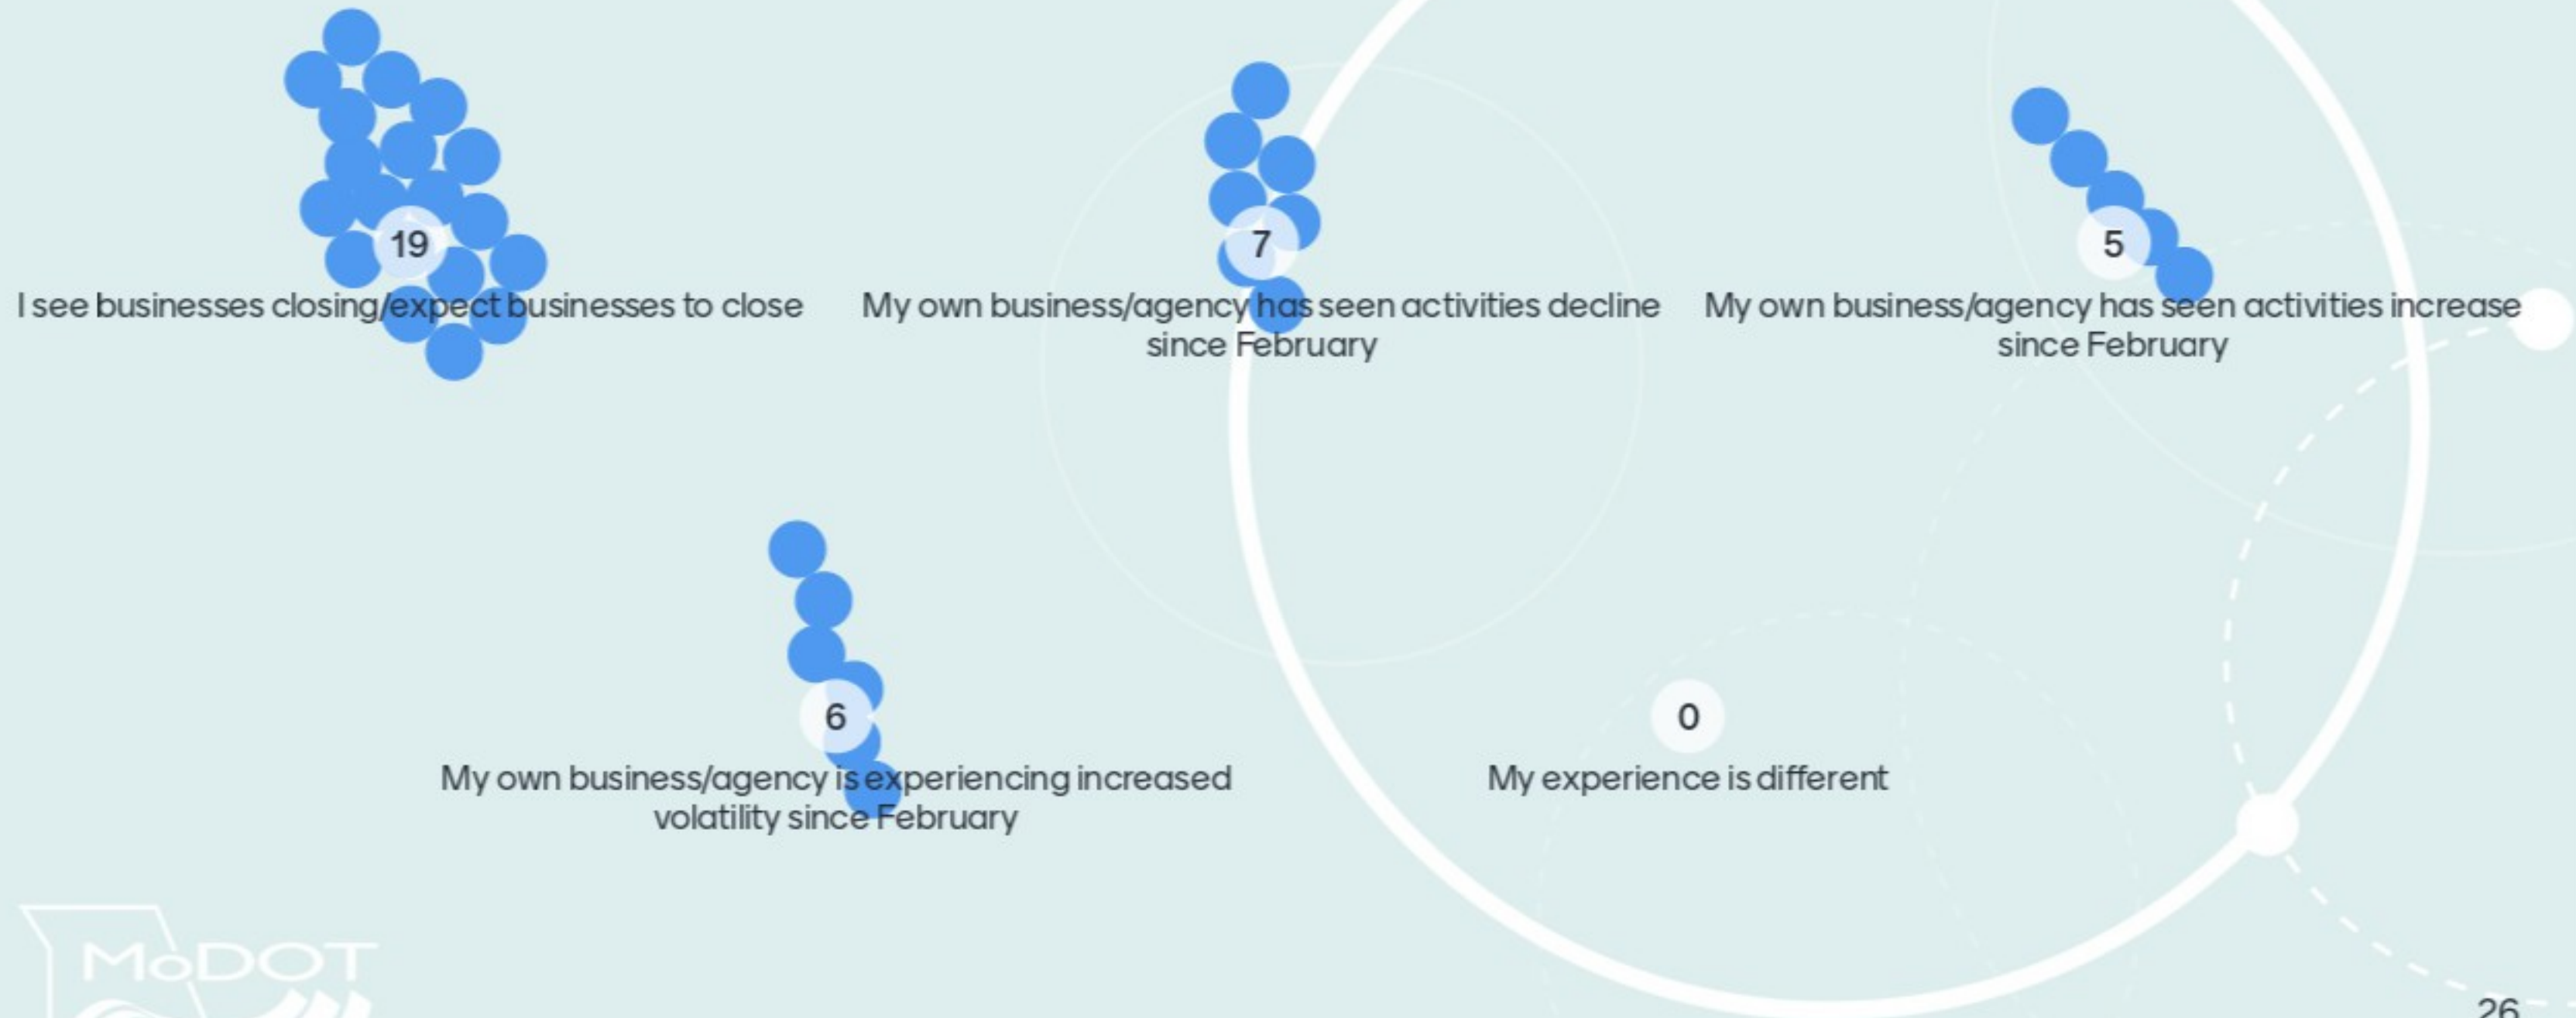 19
I see businesses closing/expect businesses to close
7
My own business/agency has seen activities decline
since February
5
My own business/agency has seen activities increase
since February
6
My own business/agency is experiencing increased
volatility since February
0
My experience is different
MoDOT
26